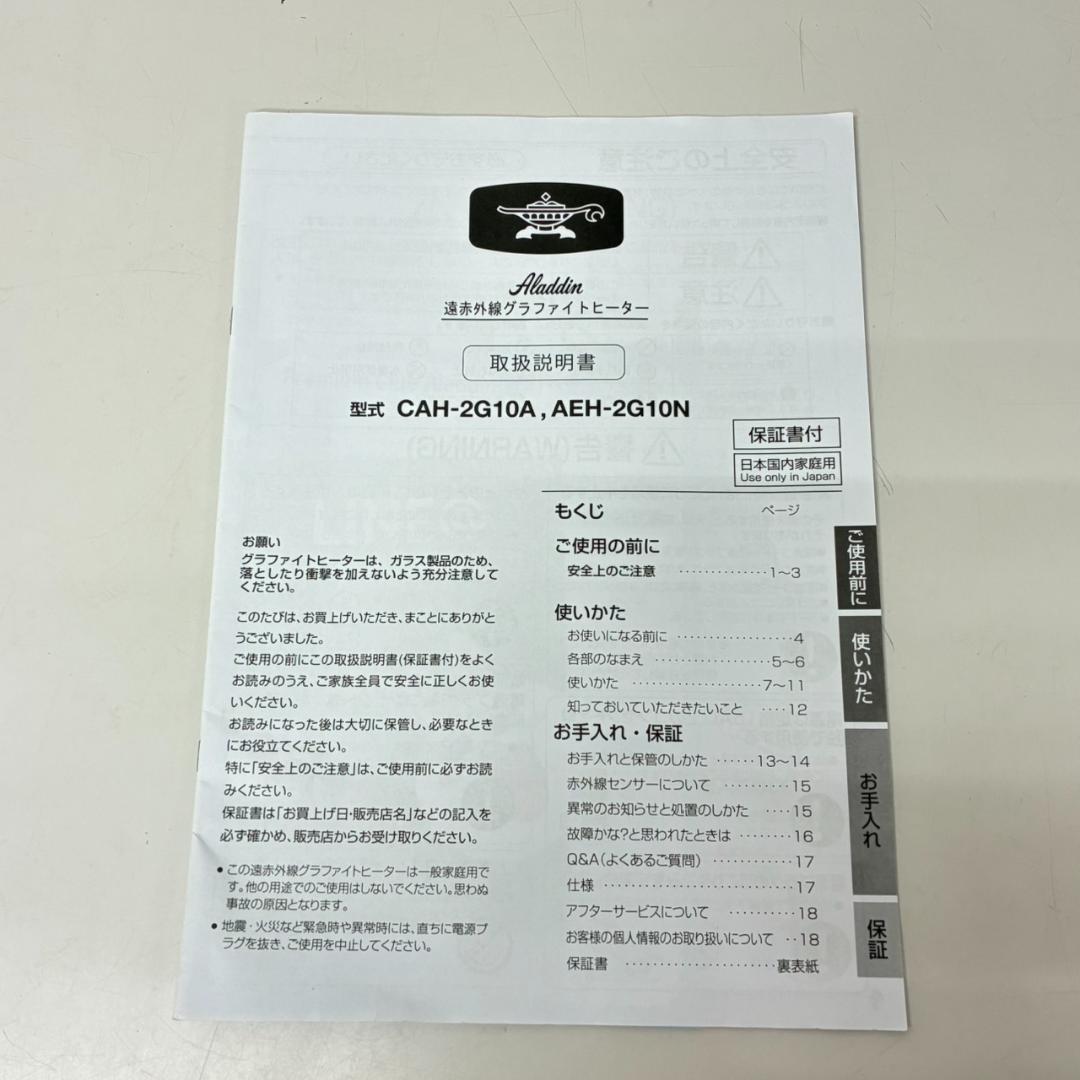 Aladdin
遠赤外線グラファイトヒーター
取扱説明書
型式 CAH-2G10A , AEH-2G10N
保証書付
日本国内家庭用
Use only in Japan
お願い
グラファイトヒーターは、ガラス製品のため、
落としたり衝撃を加えないよう充分注意して
ください。
このたびは、お買上げいただき、まことにありがと
うございました。
ご使用の前にこの取扱説明書(保証書付)をよく
お読みのうえ、ご家族全員で安全に正しくお使
いください。
お読みになった後は大切に保管し、必要なとき
にお役立てください。
特に「安全上のご注意」は、ご使用前に必ずお読
みください。
保証書は「お買上げ日・販売店名」などの記入を
必ず確かめ、販売店からお受け取りください。
● この遠赤外線グラファイトヒーターは一般家庭用で
す。他の用途でのご使用はしないでください。思わぬ
事故の原因となります。
● 地震・火災など緊急時や異常時には、直ちに電源プ
ラグを抜き、ご使用を中止してください。
もくじ ページ
ご使用の前に
安全上のご注意 ·············· 1〜3
使いかた
お使いになる前に ·················· 4
各部のなまえ ·················· 5〜6
使いかた ···················· 7〜11
知っておいていただきたいこと ···· 12
お手入れ・保証
お手入れと保管のしかた ······ 13〜14
赤外線センサーについて ·········· 15
異常のお知らせと処置のしかた ···· 15
故障かな?と思われたときは ········ 16
Q&A(よくあるご質問) ············ 17
仕様 ······························ 17
アフターサービスについて ·········· 18
お客様の個人情報のお取り扱いについて ·· 18
保証書 ······················· 裏表紙
ご使用前に
使いかた
お手入れ
保証